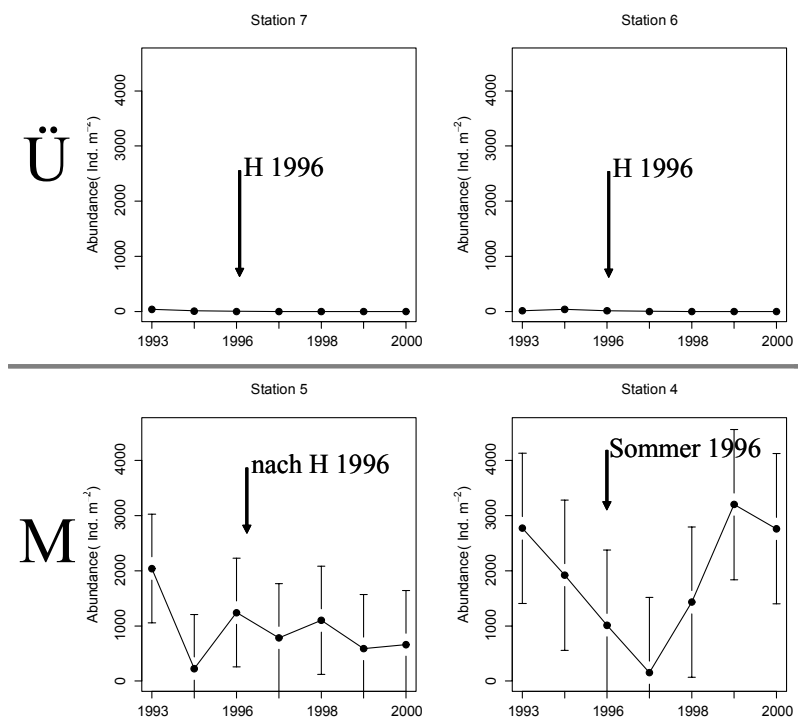 Station 7
Station 6
Ü
Abundance( Ind. m⁻²)
4000
3000
2000
1000
0
H 1996
1993
1996
1998
2000
Abundance( Ind. m⁻²)
4000
3000
2000
1000
0
H 1996
1993
1996
1998
2000
Station 5
Station 4
M
Abundance( Ind. m⁻²)
4000
3000
2000
1000
0
nach H 1996
1993
1996
1998
2000
Abundance( Ind. m⁻²)
4000
3000
2000
1000
0
Sommer 1996
1993
1996
1998
2000